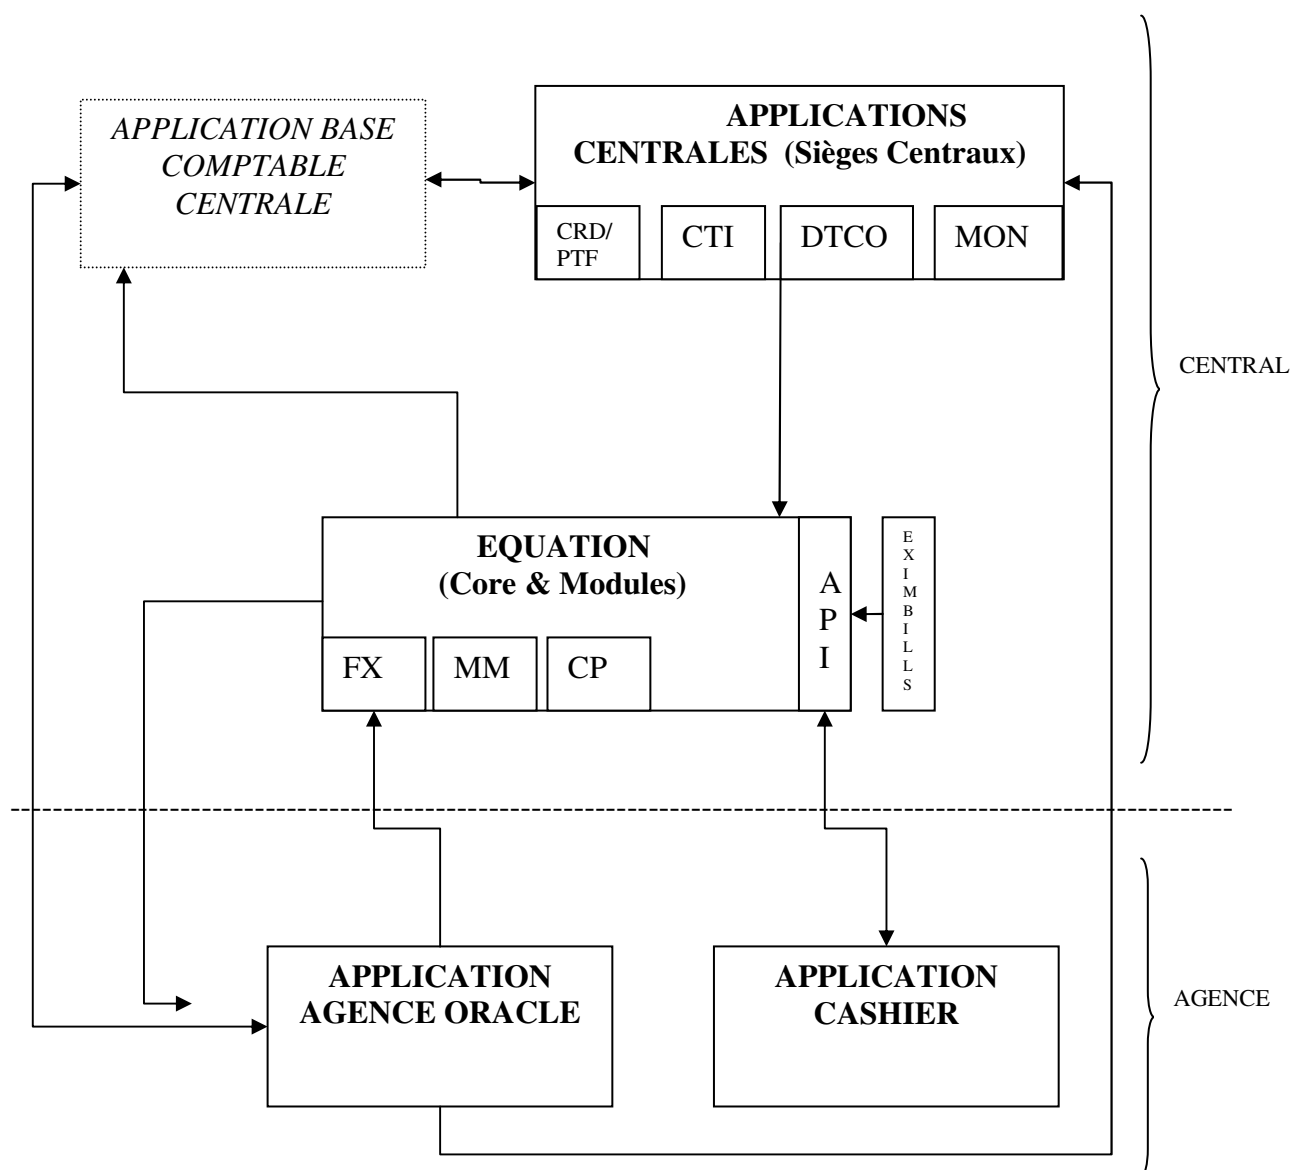 APPLICATION BASE
COMPTABLE
CENTRALE
APPLICATIONS
CENTRALES (Sièges Centraux)
CRD/
PTF
CTI
DTCO
MON
CENTRAL
EQUATION
(Core & Modules)
FX
MM
CP
A
P
I
E
X
I
M
B
I
L
L
S
APPLICATION
AGENCE ORACLE
APPLICATION
CASHIER
AGENCE